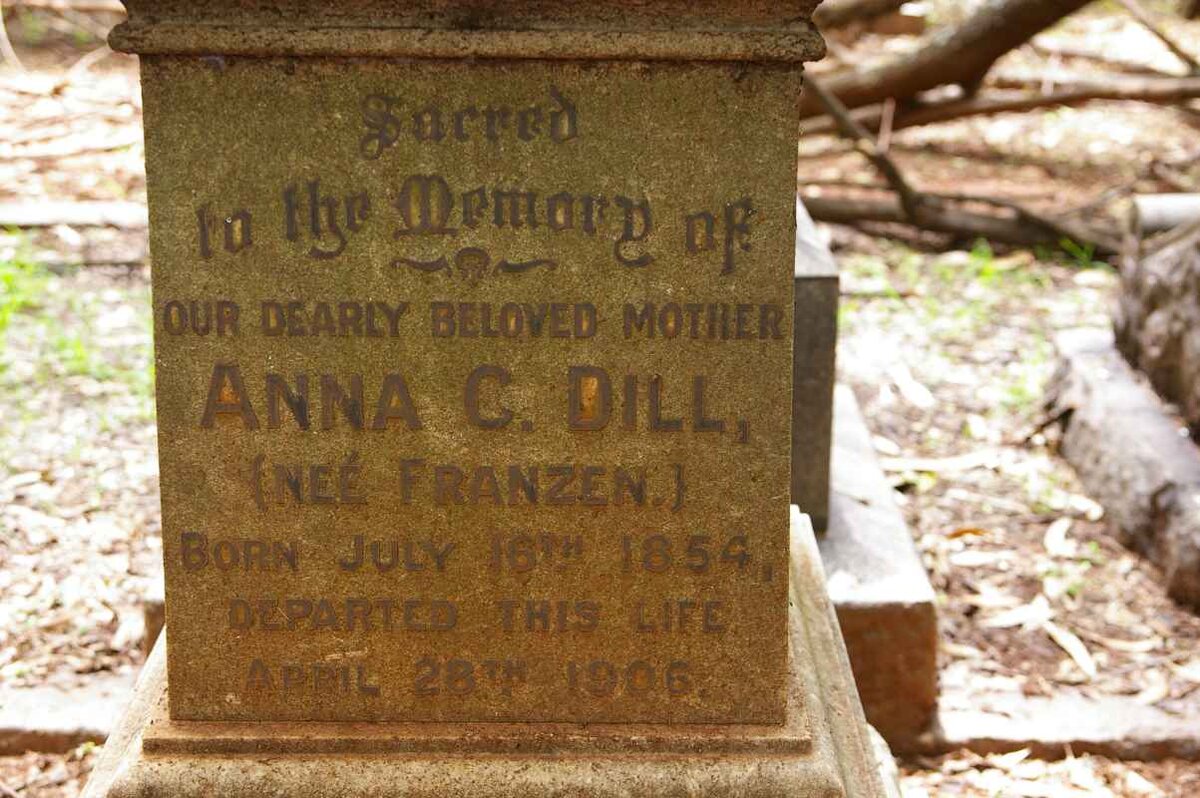 Sacred
to the Memory of
OUR DEARLY BELOVED MOTHER
ANNA C. DILL,
(NEÉ FRANZEN.)
BORN JULY 16TH 1854,
DEPARTED THIS LIFE
APRIL 28TH 1906.